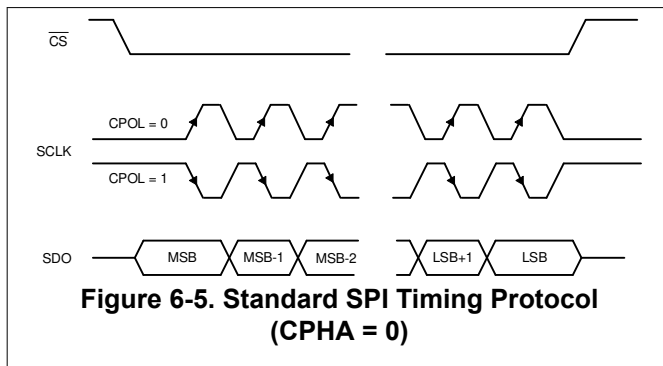 CS
CPOL = 0
SCLK
CPOL = 1
SDO
MSB
MSB-1
MSB-2
LSB+1
LSB
Figure 6-5. Standard SPI Timing Protocol
(CPHA = 0)